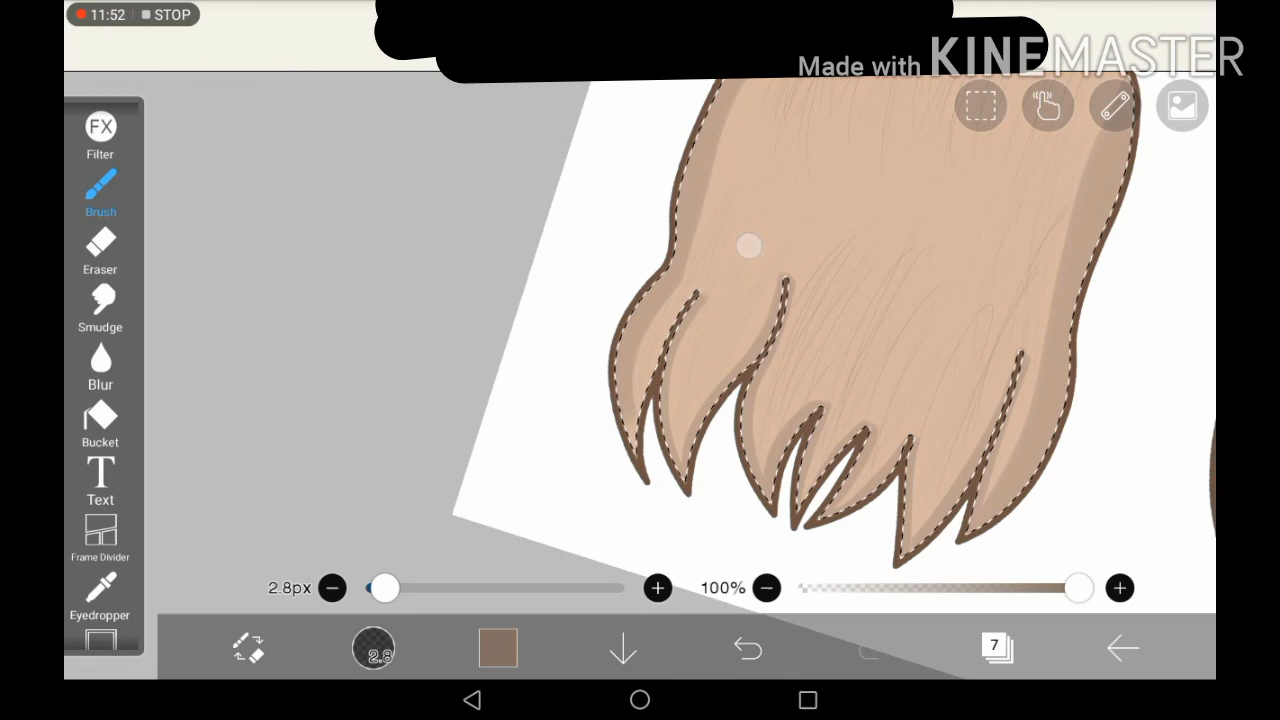 11:52 STOP
Made with KINEMASTER
FX
Filter
Brush
Eraser
Smudge
Blur
Bucket
T
Text
Frame Divider
Eyedropper
2.8px
100%
2.8
7